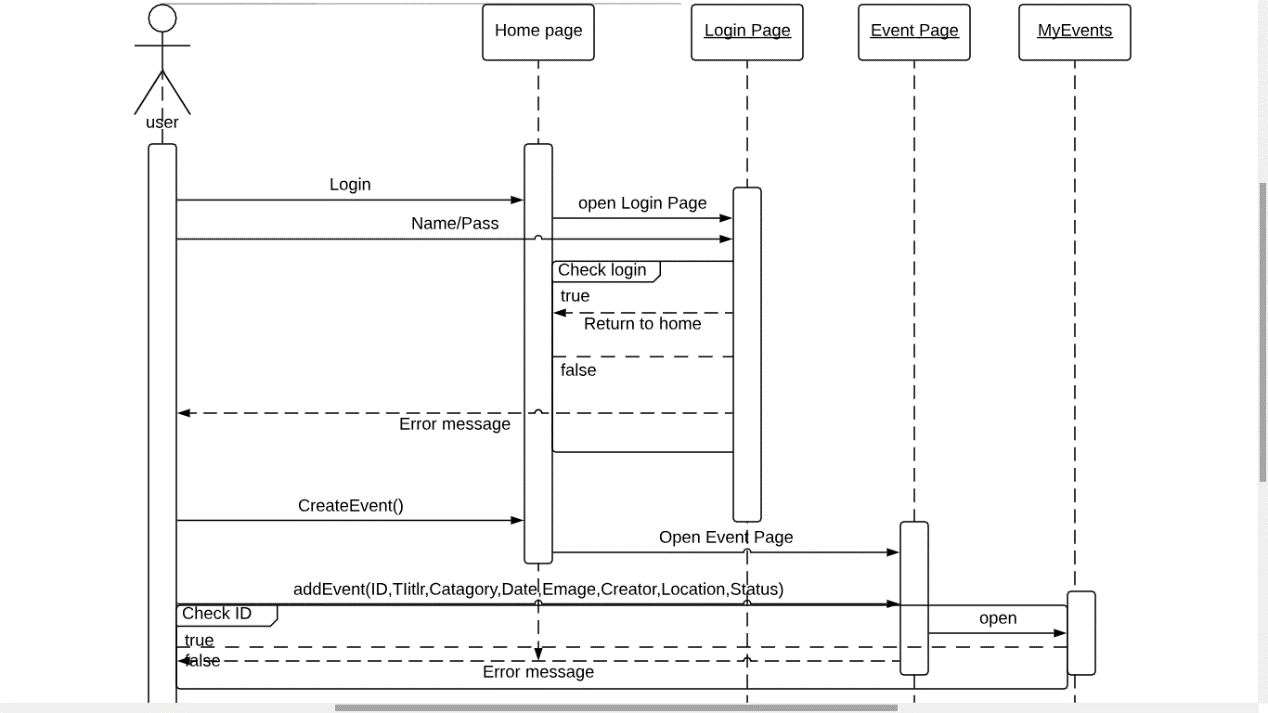 Home page
Login Page
Event Page
MyEvents
user
Login
open Login Page
Name/Pass
Check login
true
Return to home
false
Error message
CreateEvent()
Open Event Page
addEvent(ID,TIitlr,Catagory,Date,Emage,Creator,Location,Status)
Check ID
open
true
false
Error message